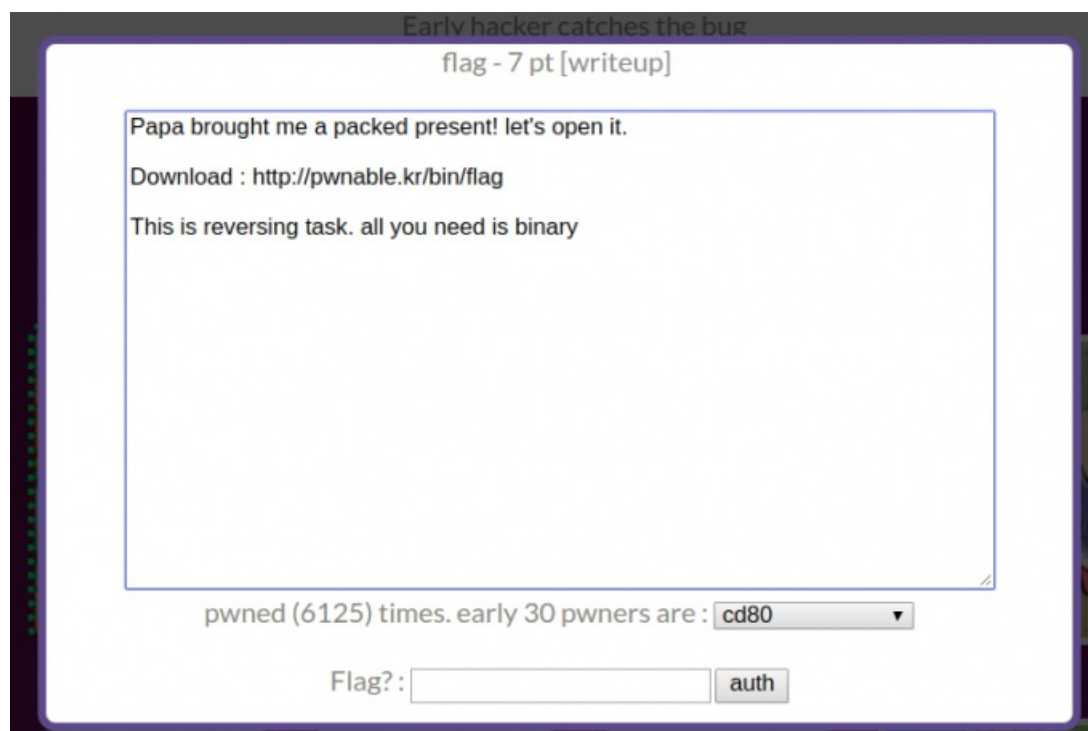 Early hacker catches the bug
flag - 7 pt [writeup]
Papa brought me a packed present! let's open it.
Download : http://pwnable.kr/bin/flag
This is reversing task. all you need is binary
pwned (6125) times. early 30 pwners are : cd80
Flag? : auth